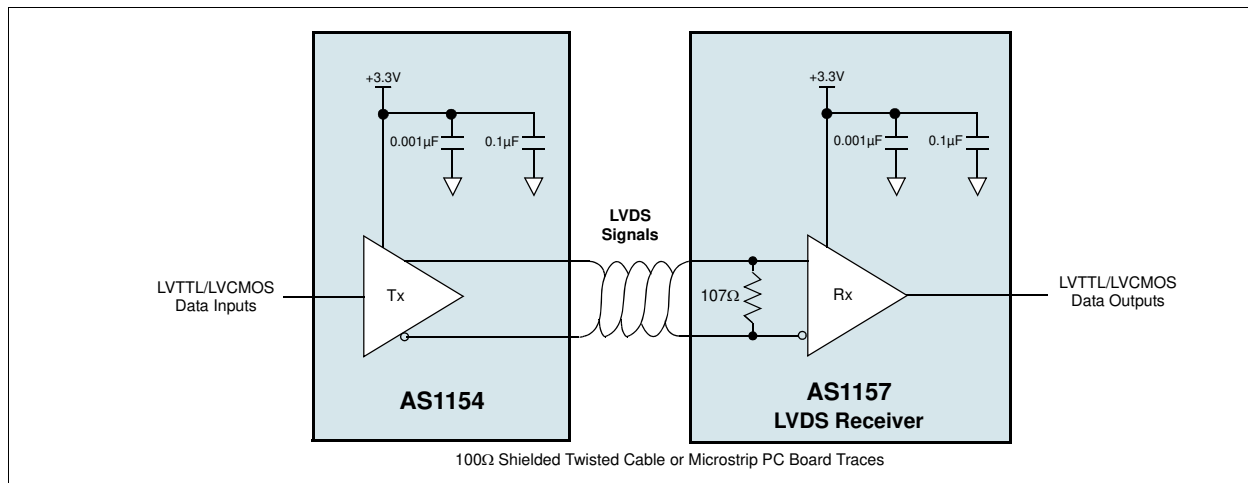 +3.3V
0.001µF
0.1µF
+3.3V
0.001µF
0.1µF
LVDS
Signals
LVTTL/LVCMOS
Data Inputs
Tx
107Ω
Rx
LVTTL/LVCMOS
Data Outputs
AS1154
AS1157
LVDS Receiver
100Ω Shielded Twisted Cable or Microstrip PC Board Traces